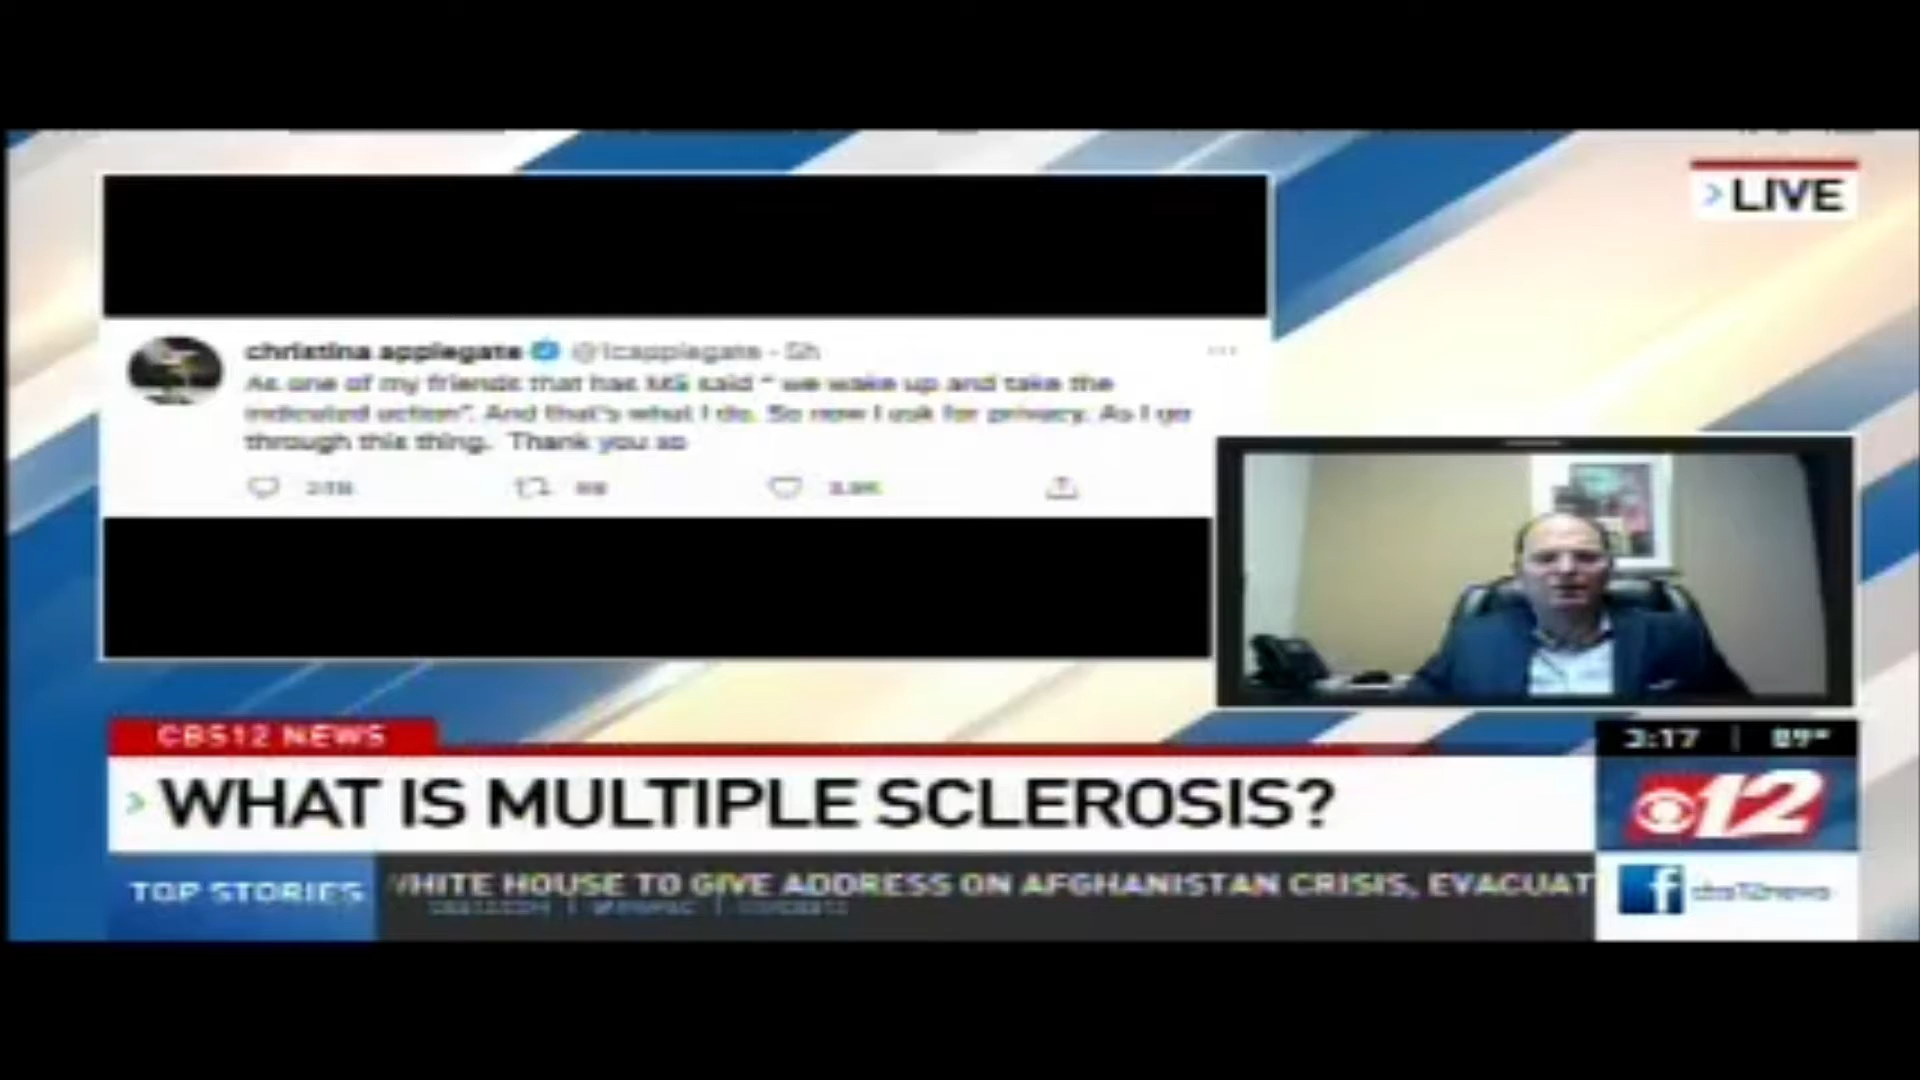 LIVE
christina applegate @1capplegate - 5h
As one of my friends that has MS said “ we wake up and take the
indicated action”. And that's what I do. So now I ask for privacy. As I go
through this thing. Thank you xo
CBS12 NEWS
3:17 89°
WHAT IS MULTIPLE SCLEROSIS?
12
TOP STORIES
WHITE HOUSE TO GIVE ADDRESS ON AFGHANISTAN CRISIS, EVACUAT
f cbs12news